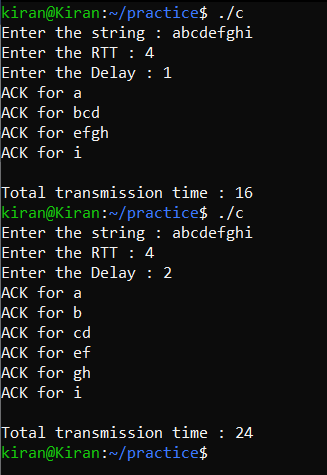 kiran@Kiran:~/practice$ ./c
Enter the string : abcdefghi
Enter the RTT : 4
Enter the Delay : 1
ACK for a
ACK for bcd
ACK for efgh
ACK for i

Total transmission time : 16
kiran@Kiran:~/practice$ ./c
Enter the string : abcdefghi
Enter the RTT : 4
Enter the Delay : 2
ACK for a
ACK for b
ACK for cd
ACK for ef
ACK for gh
ACK for i

Total transmission time : 24
kiran@Kiran:~/practice$